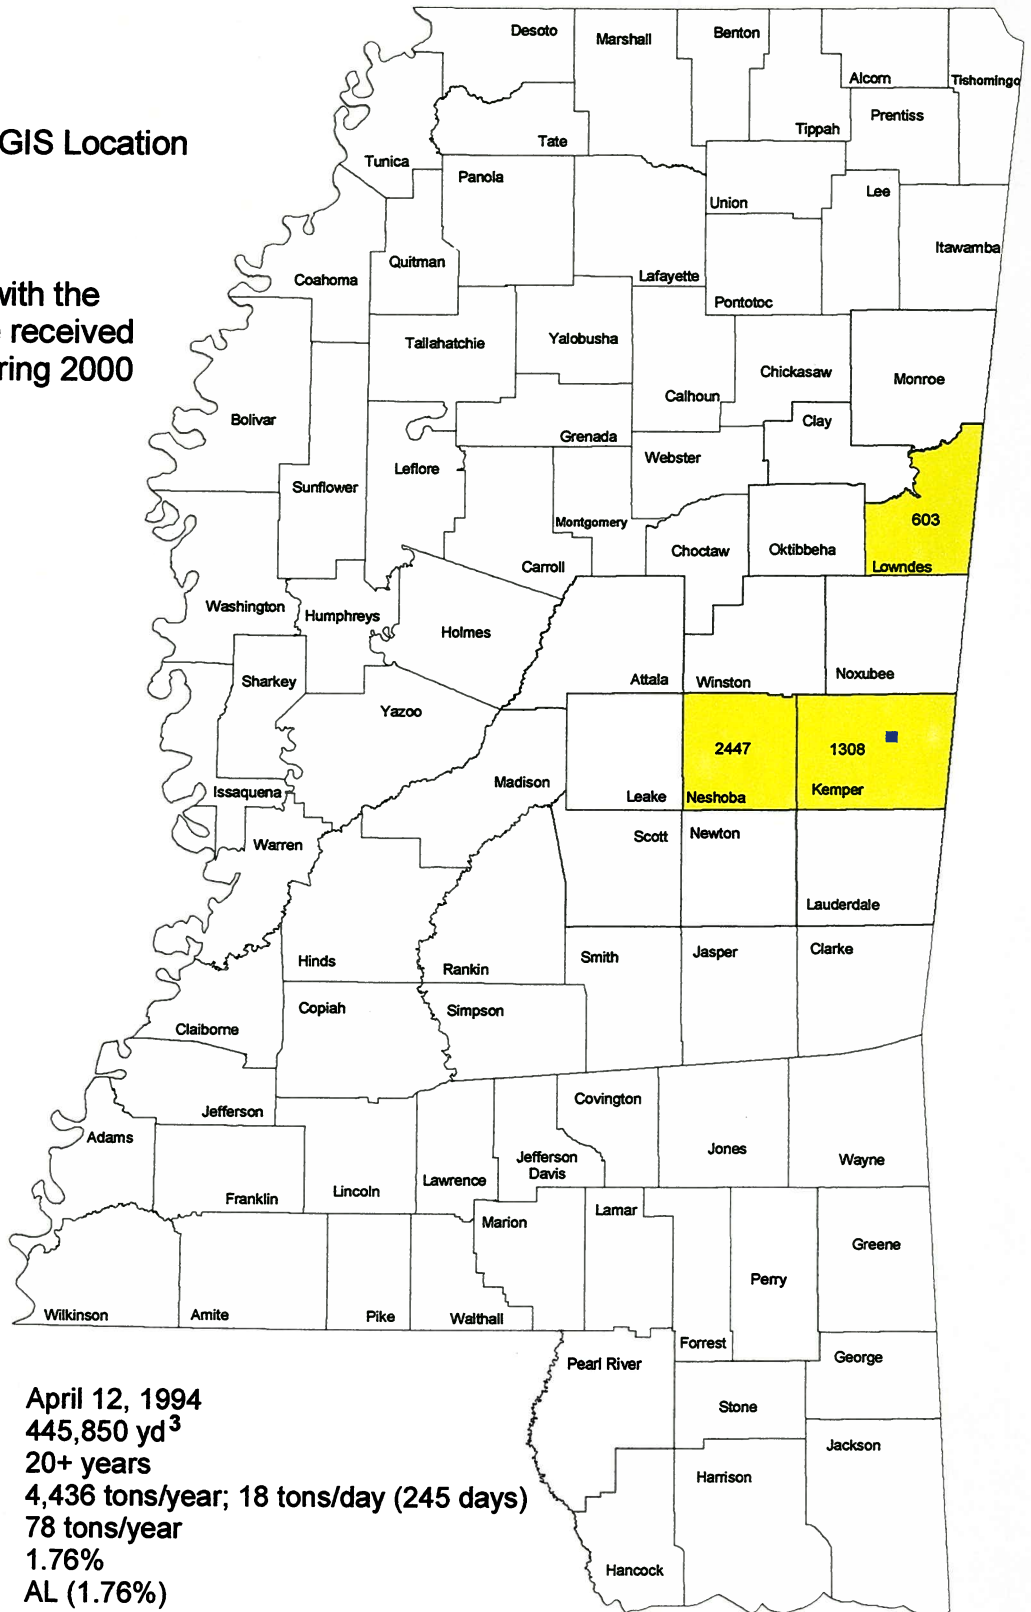 Desoto
Marshall
Benton
Alcorn
Tishomingo
Prentiss
Tippah
GIS Location
Tate
Tunica
Panola
Lee
Union
Itawamba
Quitman
Coahoma
Lafayette
with the
Pontotoc
received
Yalobusha
Tallahatchie
ring 2000
Chickasaw
Monroe
Calhoun
Bolivar
Clay
Grenada
Webster
Leflore
Sunflower
603
Montgomery
Choctaw
Oktibbeha
Carroll
Lowndes
Washington
Humphreys
Holmes
Attala
Winston
Noxubee
Sharkey
Yazoo
2447
1308
Madison
Issaquena
Leake
Neshoba
Kemper
Warren
Scott
Newton
Lauderdale
Hinds
Rankin
Smith
Jasper
Clarke
Copiah
Simpson
Claiborne
Covington
Jefferson
Adams
Jones
Jefferson
Davis
Wayne
Lawrence
Lincoln
Franklin
Lamar
Marion
Greene
Perry
Wilkinson
Amite
Pike
Walthall
Forrest
Pearl River
George
April 12, 1994
Stone
445,850 yd³
Jackson
20+ years
Harrison
4,436 tons/year; 18 tons/day (245 days)
78 tons/year
1.76%
Hancock
AL (1.76%)